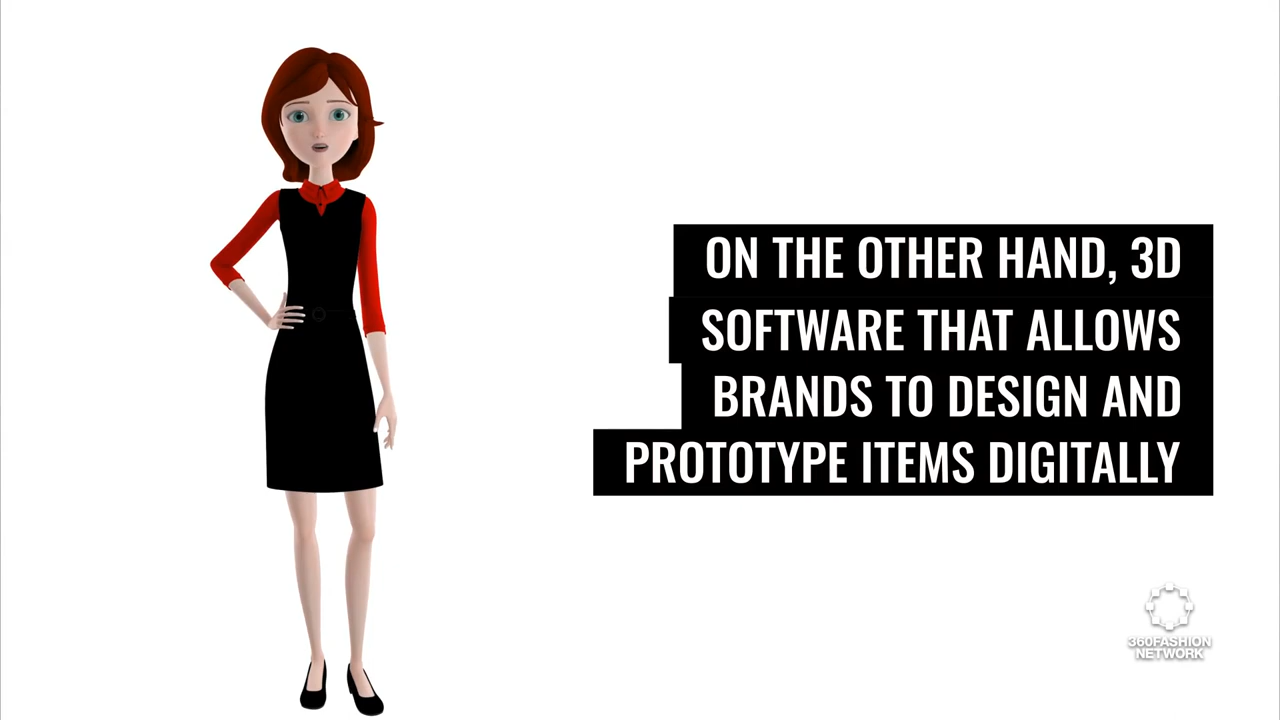 ON THE OTHER HAND, 3D
SOFTWARE THAT ALLOWS
BRANDS TO DESIGN AND
PROTOTYPE ITEMS DIGITALLY
360FASHION
NETWORK